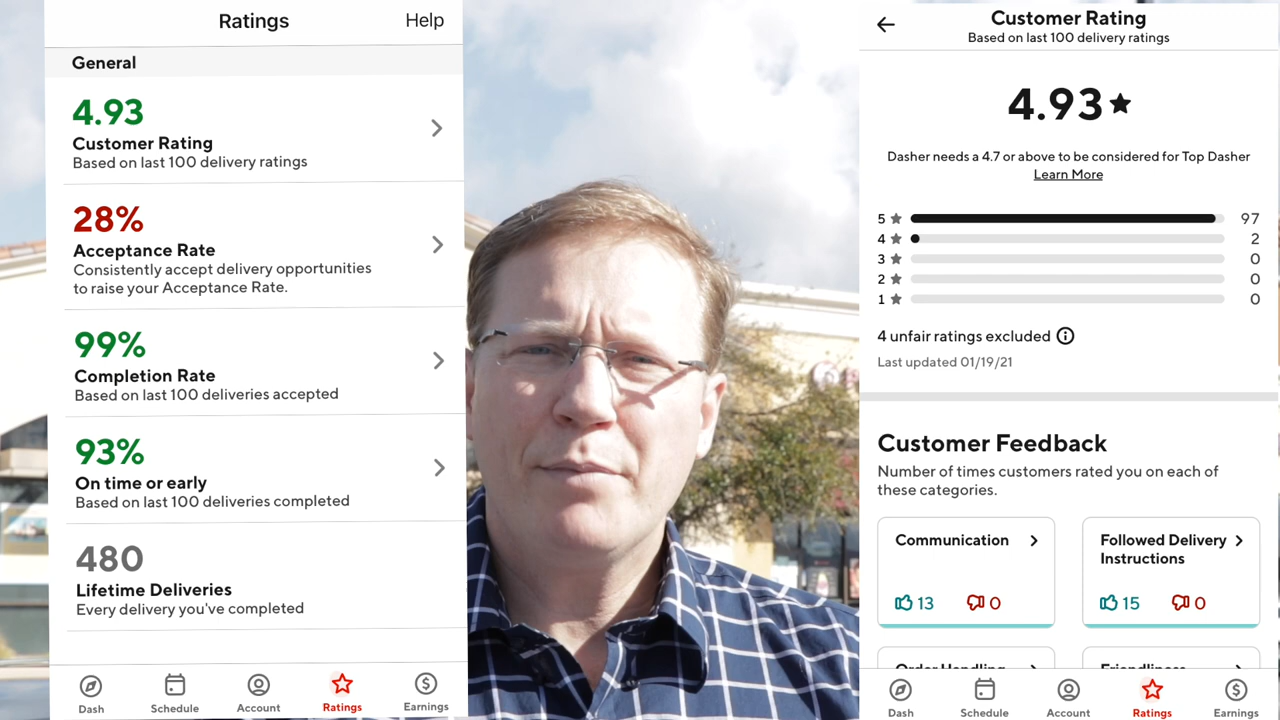 Ratings
Help
General
4.93
Customer Rating
Based on last 100 delivery ratings
28%
Acceptance Rate
Consistently accept delivery opportunities
to raise your Acceptance Rate.
99%
Completion Rate
Based on last 100 deliveries accepted
93%
On time or early
Based on last 100 deliveries completed
480
Lifetime Deliveries
Every delivery you've completed
Dash
Schedule
Account
Ratings
Earnings
Customer Rating
Based on last 100 delivery ratings
4.93
Dasher needs a 4.7 or above to be considered for Top Dasher
Learn More
5 97
4 2
3 0
2 0
1 0
4 unfair ratings excluded
Last updated 01/19/21
Customer Feedback
Number of times customers rated you on each of
these categories.
Communication
13 0
Followed Delivery
Instructions
15 0
Order Handling
Friendliness
Dash
Schedule
Account
Ratings
Earnings